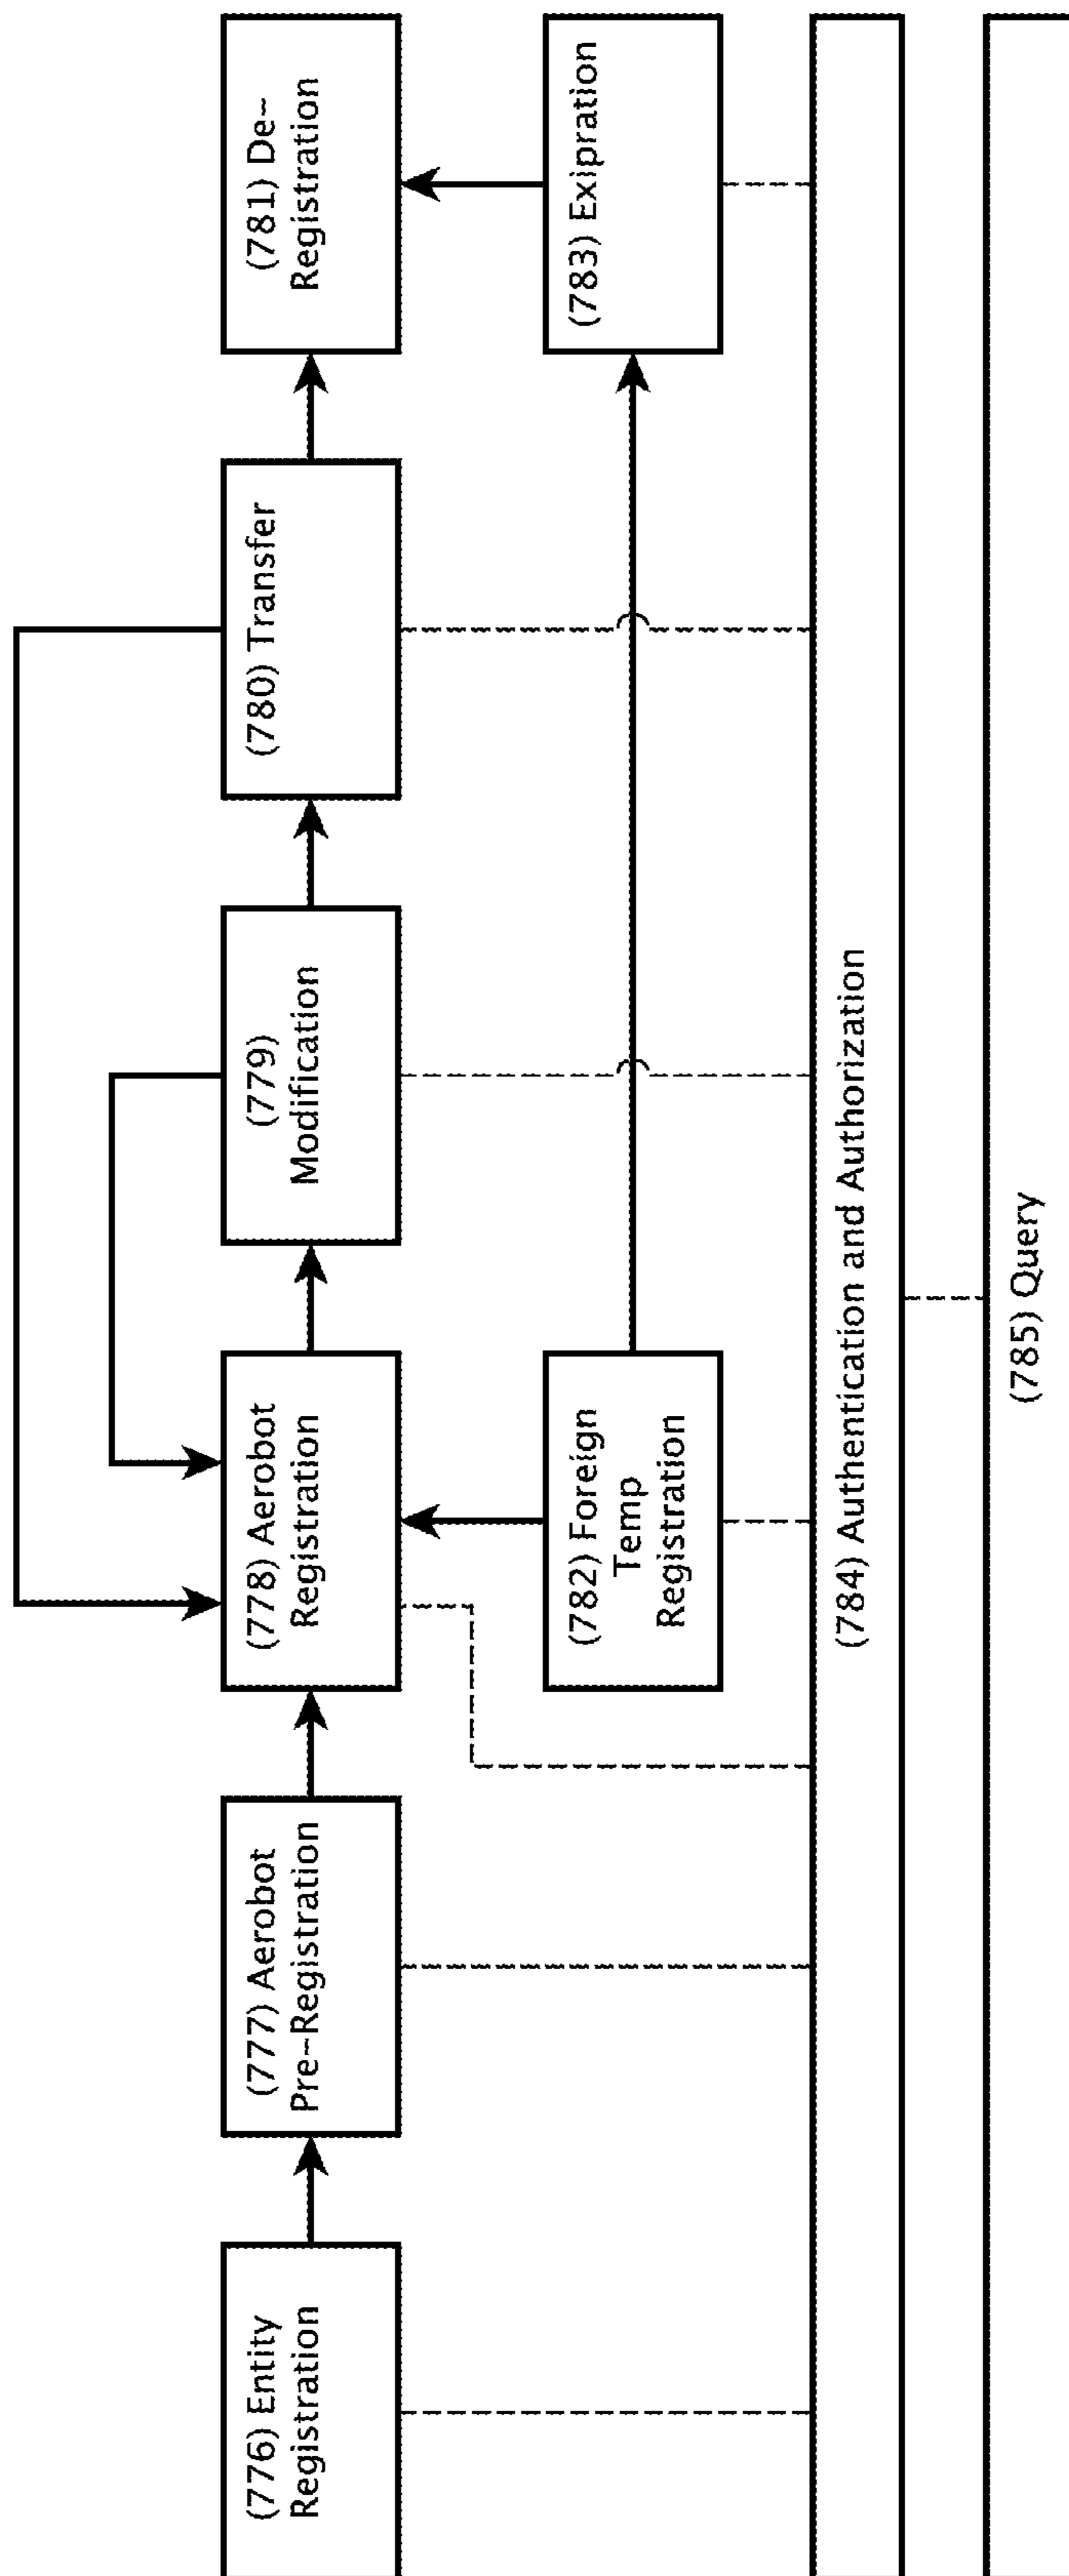 (776) Entity
Registration
(777) Aerobot
Pre-Registration
(778) Aerobot
Registration
(779)
Modification
(780) Transfer
(781) De-
Registration
(782) Foreign
Temp
Registration
(783) Exipration
(784) Authentication and Authorization
(785) Query